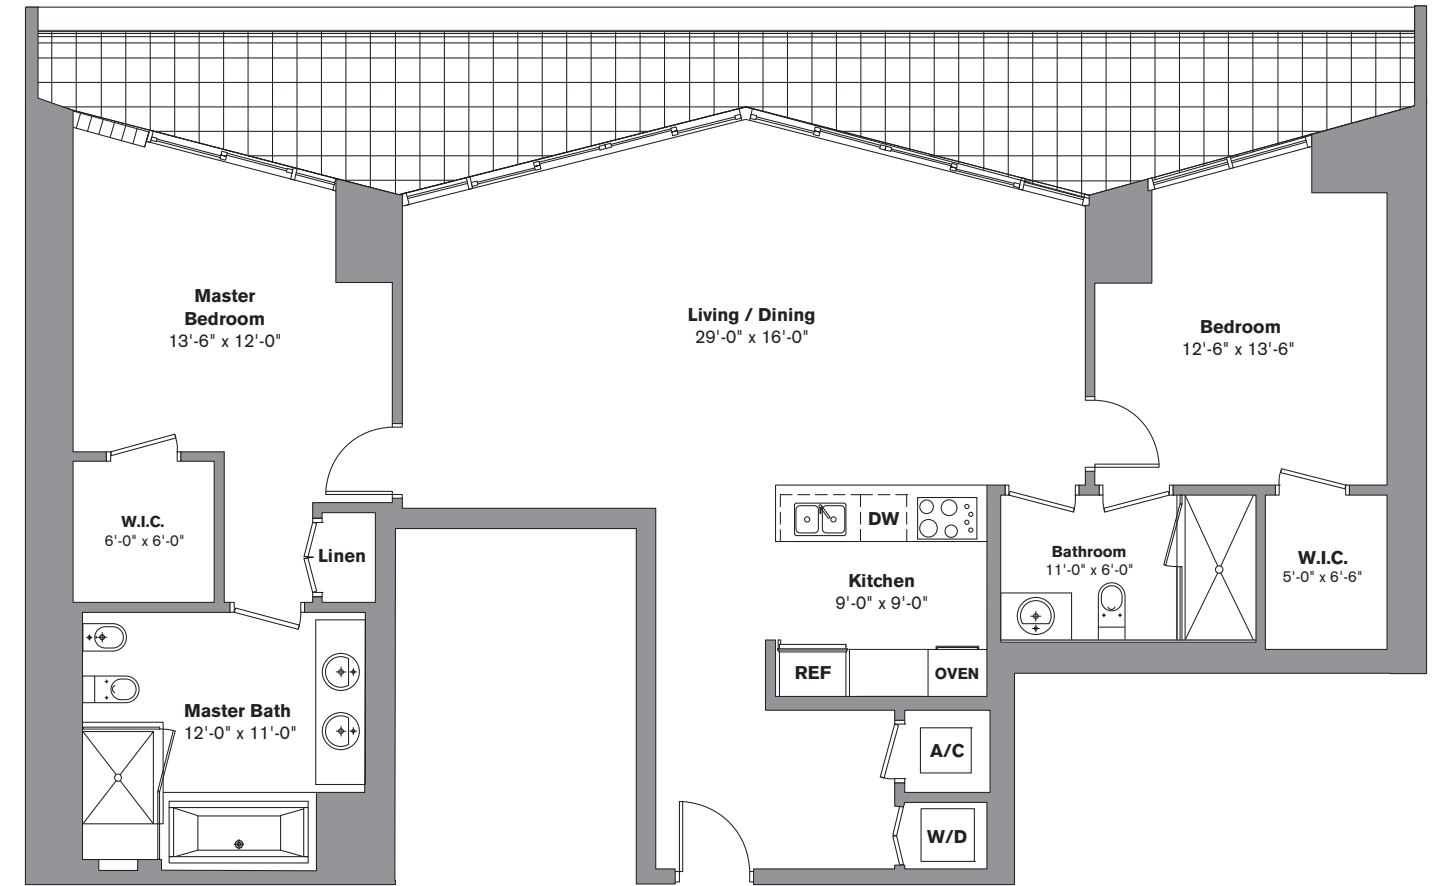 Master
Bedroom
13'-6" x 12'-0"
Living / Dining
29'-0" x 16'-0"
Bedroom
12'-6" x 13'-6"
W.I.C.
6'-0" x 6'-0"
Linen
DW
Kitchen
9'-0" x 9'-0"
Bathroom
11'-0" x 6'-0"
W.I.C.
5'-0" x 6'-6"
REF
OVEN
Master Bath
12'-0" x 11'-0"
A/C
W/D